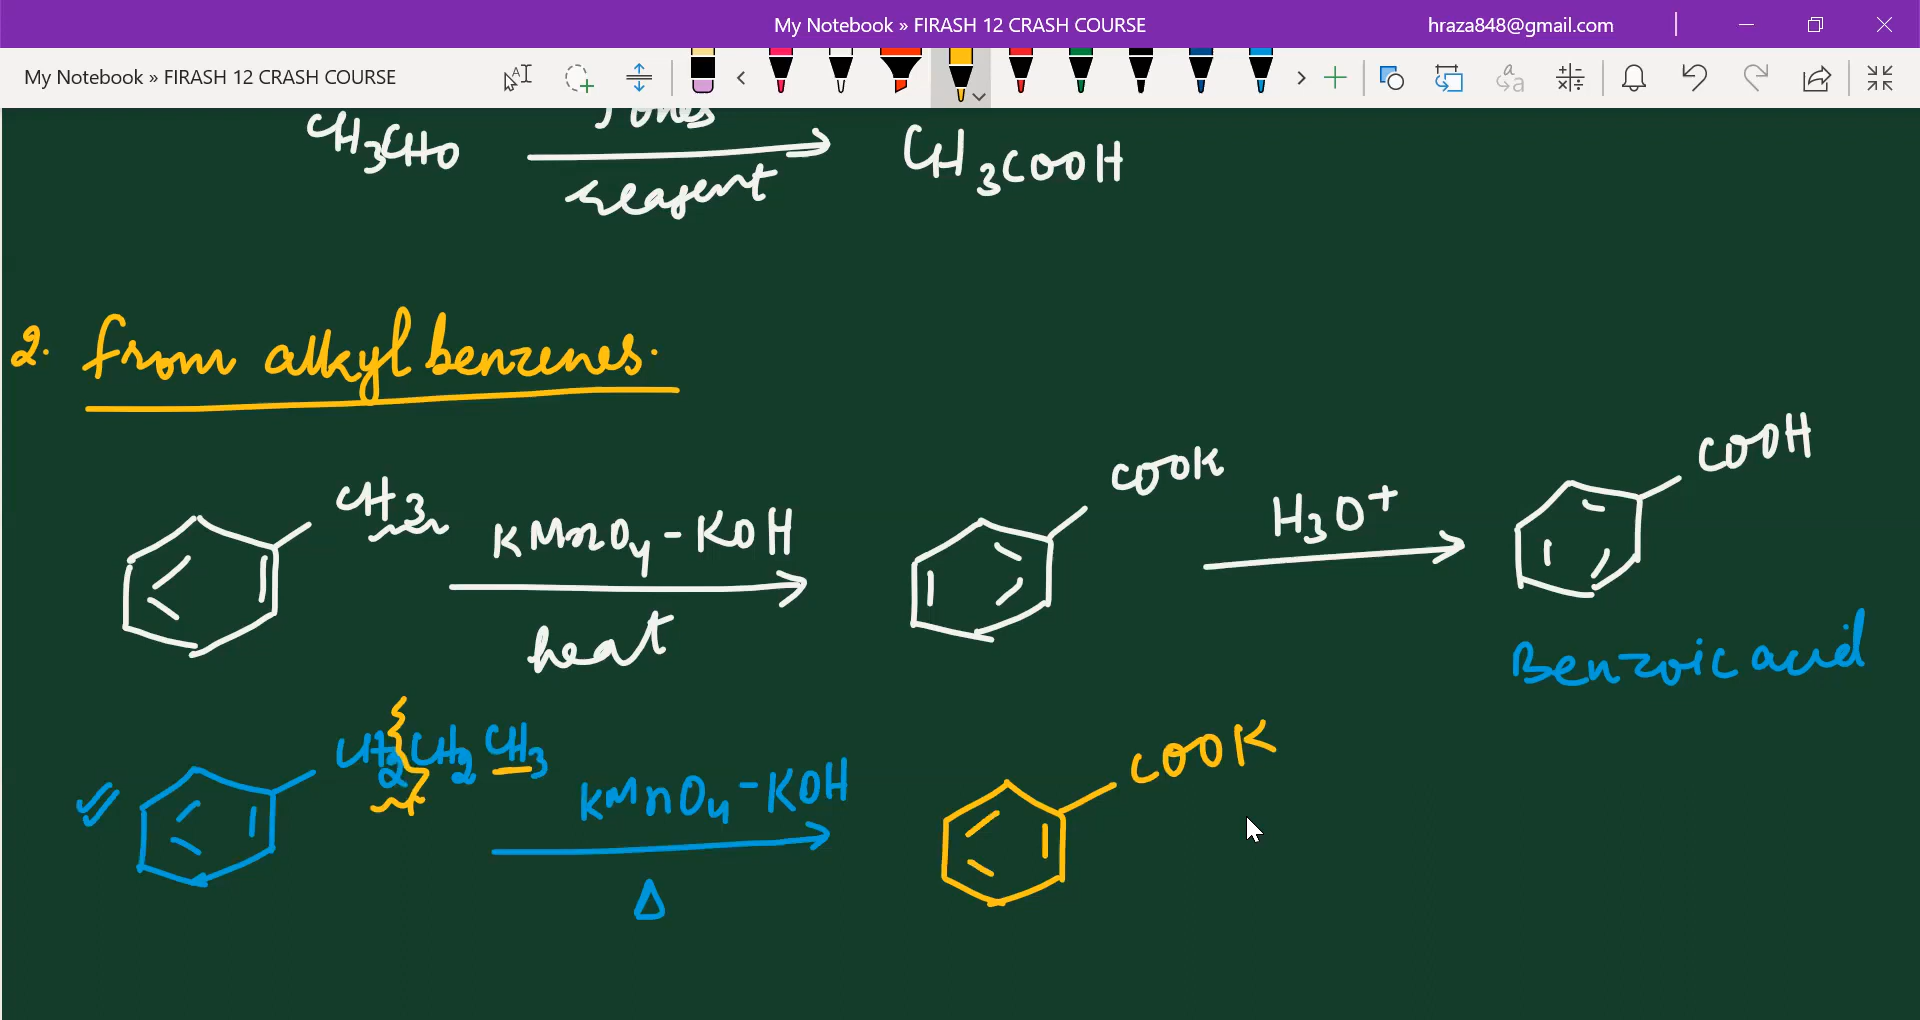 My Notebook » FIRASH 12 CRASH COURSE
hraza848@gmail.com
My Notebook » FIRASH 12 CRASH COURSE
CH3CHO Jones reagent CH3COOH
2. from alkyl benzenes.
CH3 KMnO4-KOH heat COOK H3O+ COOH
Benzoic acid
CH2CH2CH3 KMnO4-KOH Δ COOK